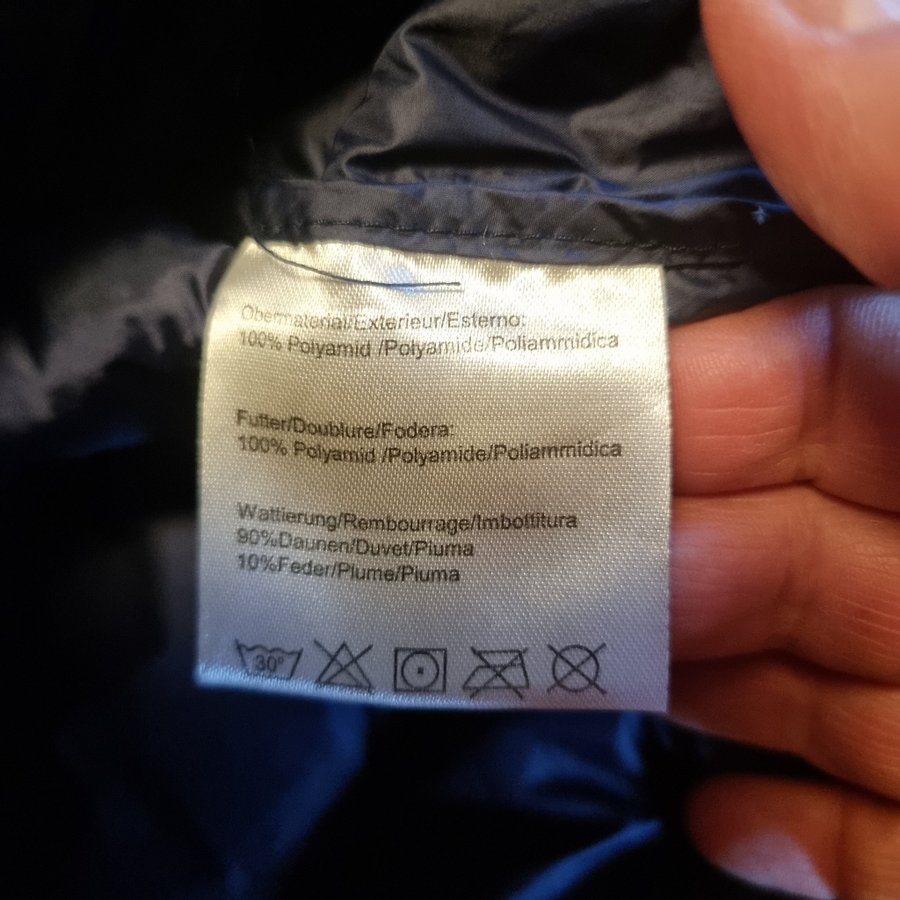 Obermaterial/Exterieur/Esterno:
100% Polyamid /Polyamide/Poliammidica
Futter/Doublure/Fodera:
100% Polyamid /Polyamide/Poliammidica
Wattierung/Rembourrage/Imbottitura
90%Daunen/Duvet/Piuma
10%Feder/Plume/Piuma
30°